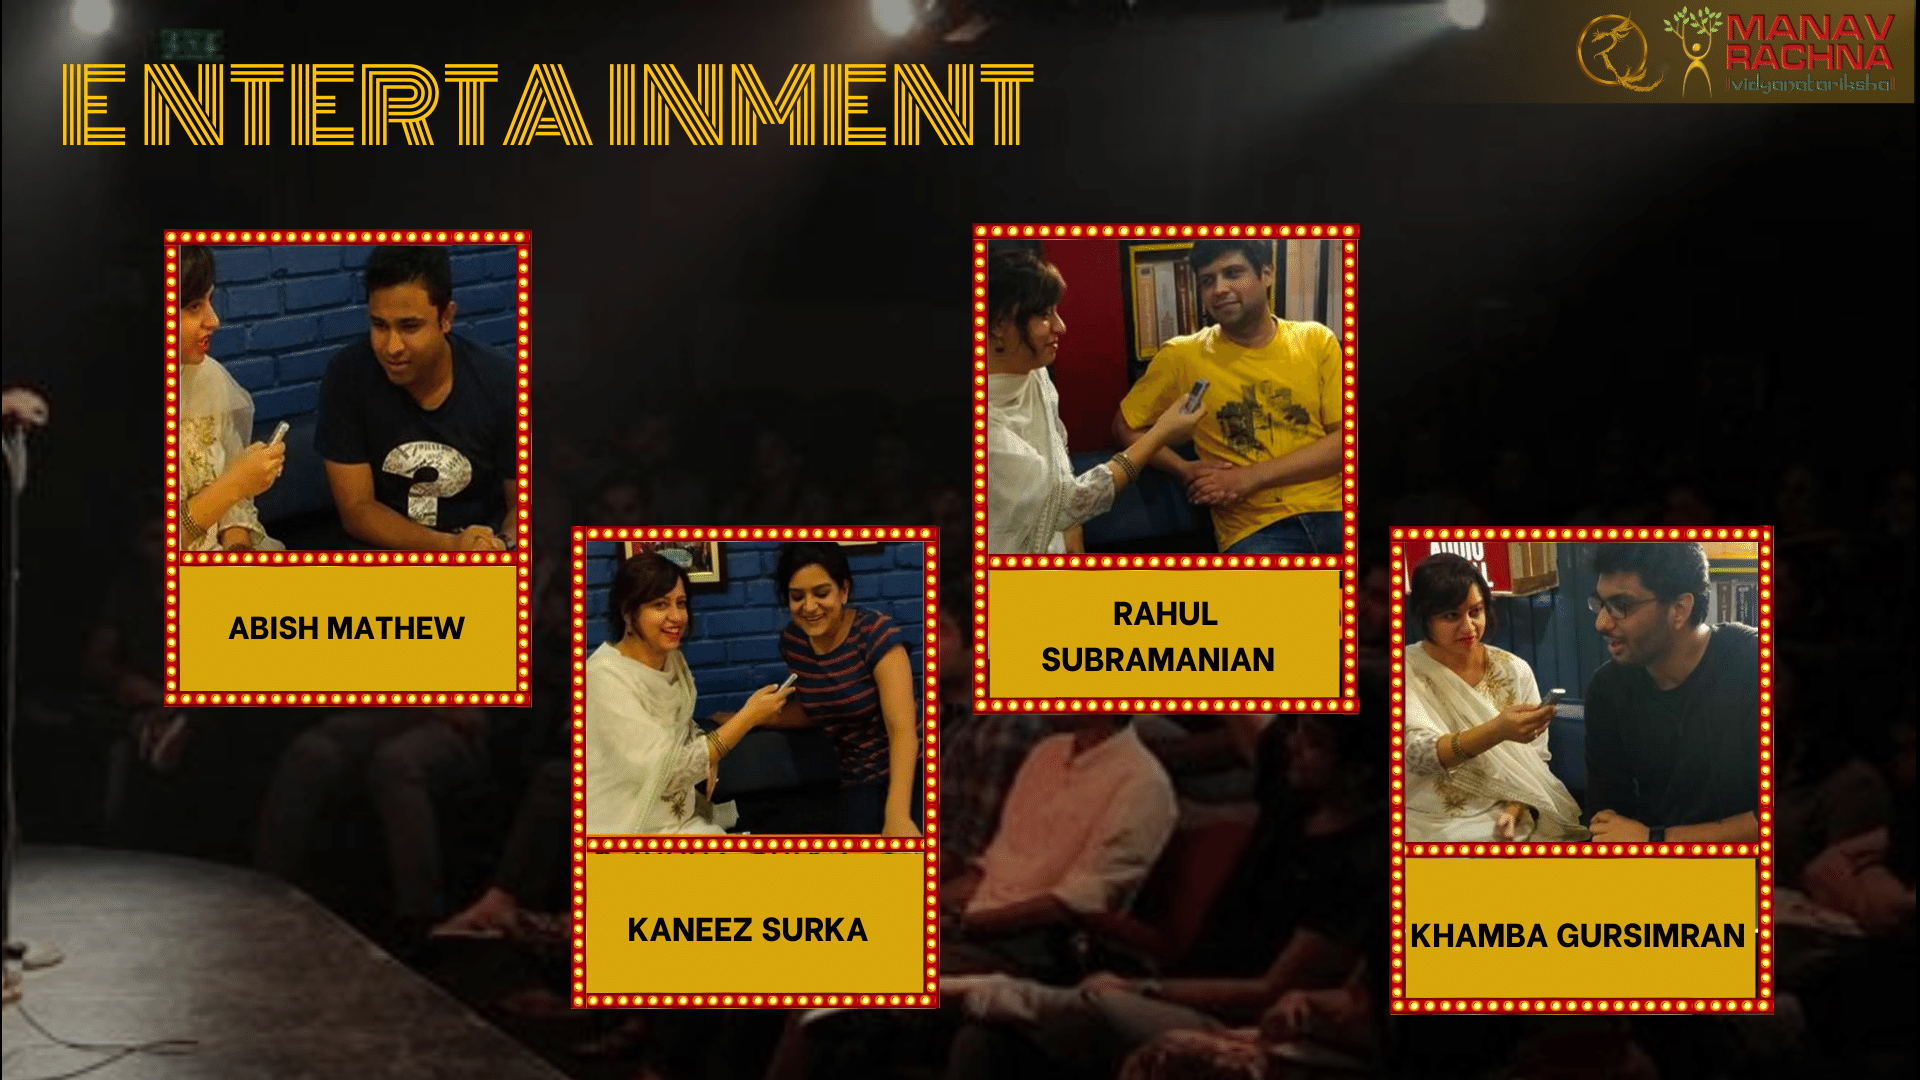 ENTERTAINMENT
MANAV
RACHNA
vidyanatariksha
ABISH MATHEW
RAHUL
SUBRAMANIAN
KANEEZ SURKA
KHAMBA GURSIMRAN